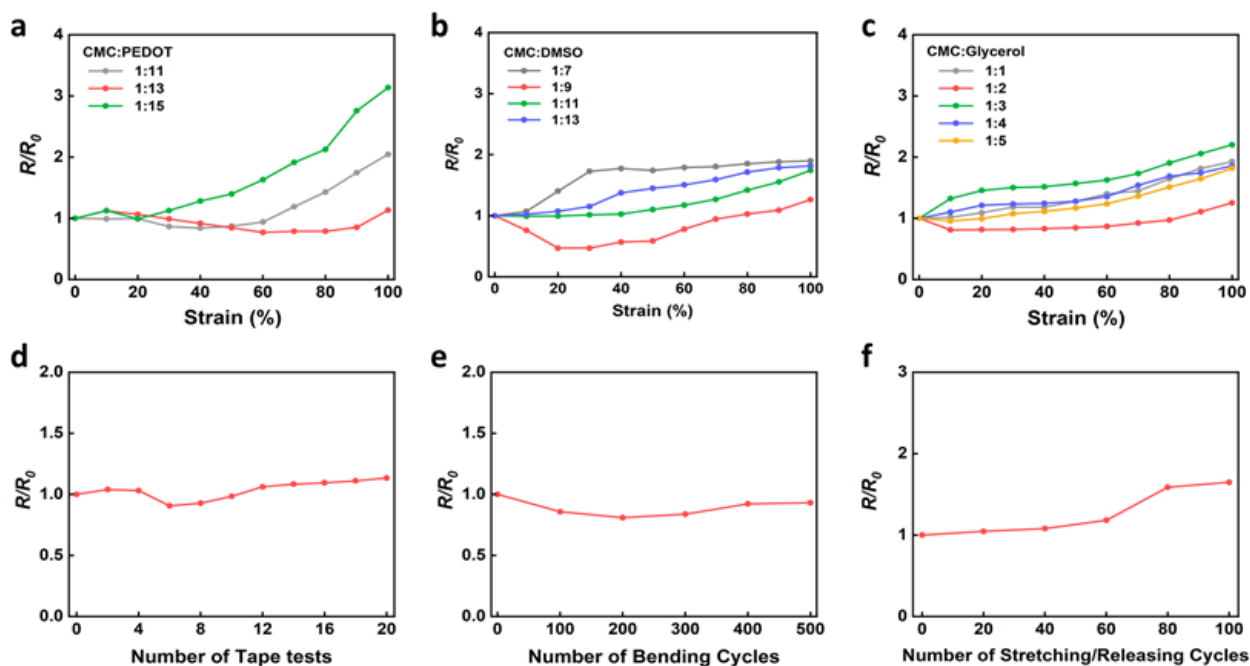 a
CMC:PEDOT
1:11
1:13
1:15
R/R0
4
3
2
1
0
0 20 40 60 80 100
Strain (%)
b
CMC:DMSO
1:7
1:9
1:11
1:13
R/R0
4
3
2
1
0
0 20 40 60 80 100
Strain (%)
c
CMC:Glycerol
1:1
1:2
1:3
1:4
1:5
R/R0
4
3
2
1
0
0 20 40 60 80 100
Strain (%)
d
R/R0
2.0
1.5
1.0
0.5
0.0
0 4 8 12 16 20
Number of Tape tests
e
R/R0
2.0
1.5
1.0
0.5
0.0
0 100 200 300 400 500
Number of Bending Cycles
f
R/R0
3
2
1
0
0 20 40 60 80 100
Number of Stretching/Releasing Cycles